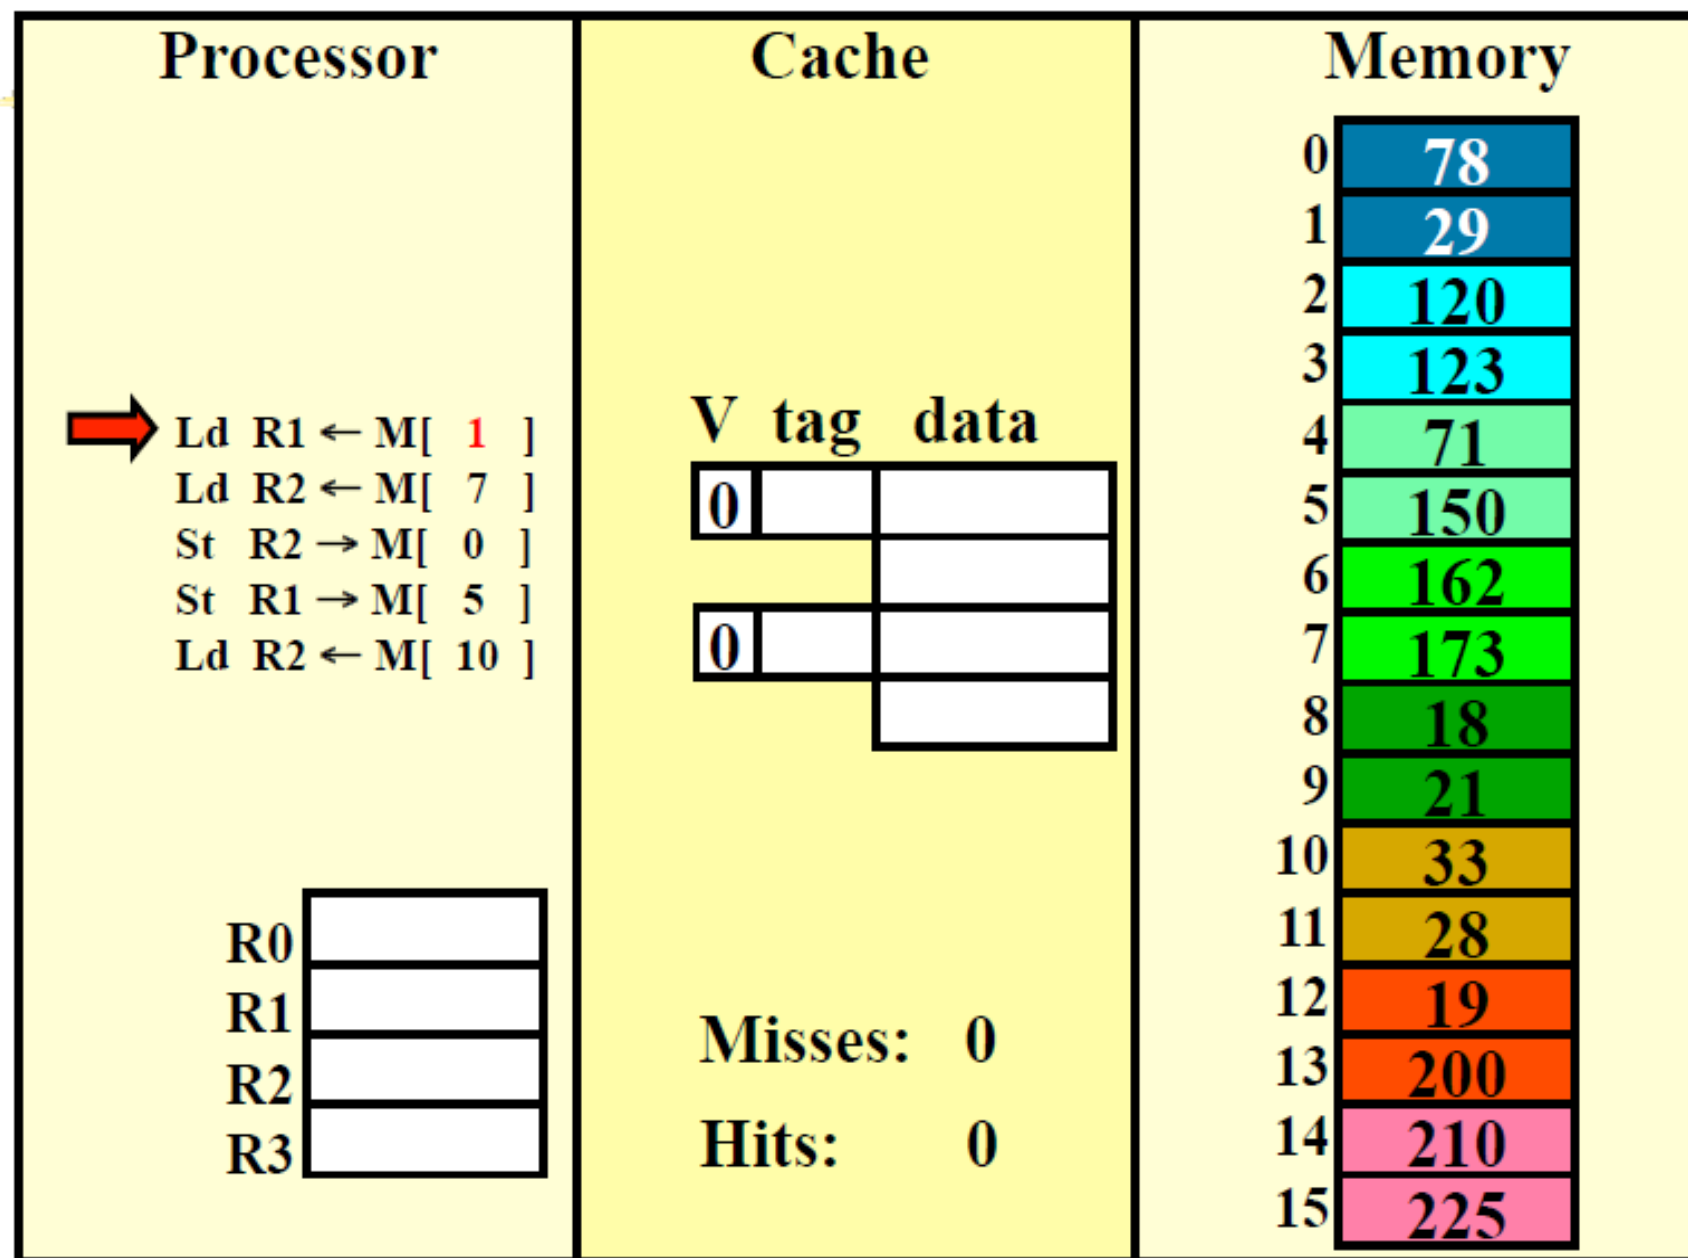 Processor
Ld R1 ← M[ 1 ]
Ld R2 ← M[ 7 ]
St R2 → M[ 0 ]
St R1 → M[ 5 ]
Ld R2 ← M[ 10 ]
R0
R1
R2
R3
Cache
V tag data
0
0
Misses: 0
Hits: 0
Memory
0 78
1 29
2 120
3 123
4 71
5 150
6 162
7 173
8 18
9 21
10 33
11 28
12 19
13 200
14 210
15 225